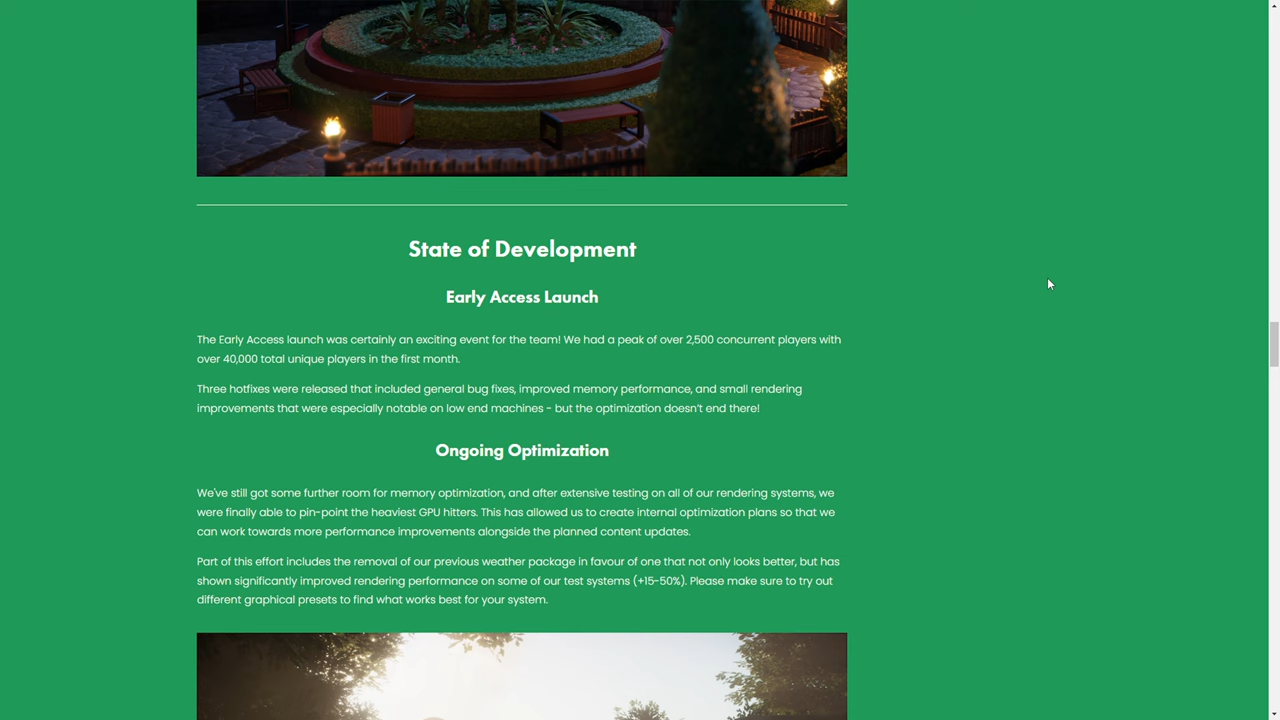 State of Development
Early Access Launch
The Early Access launch was certainly an exciting event for the team! We had a peak of over 2,500 concurrent players with
over 40,000 total unique players in the first month.
Three hotfixes were released that included general bug fixes, improved memory performance, and small rendering
improvements that were especially notable on low end machines - but the optimization doesn't end there!
Ongoing Optimization
We've still got some further room for memory optimization, and after extensive testing on all of our rendering systems, we
were finally able to pin-point the heaviest GPU hitters. This has allowed us to create internal optimization plans so that we
can work towards more performance improvements alongside the planned content updates.
Part of this effort includes the removal of our previous weather package in favour of one that not only looks better, but has
shown significantly improved rendering performance on some of our test systems (+15-50%). Please make sure to try out
different graphical presets to find what works best for your system.